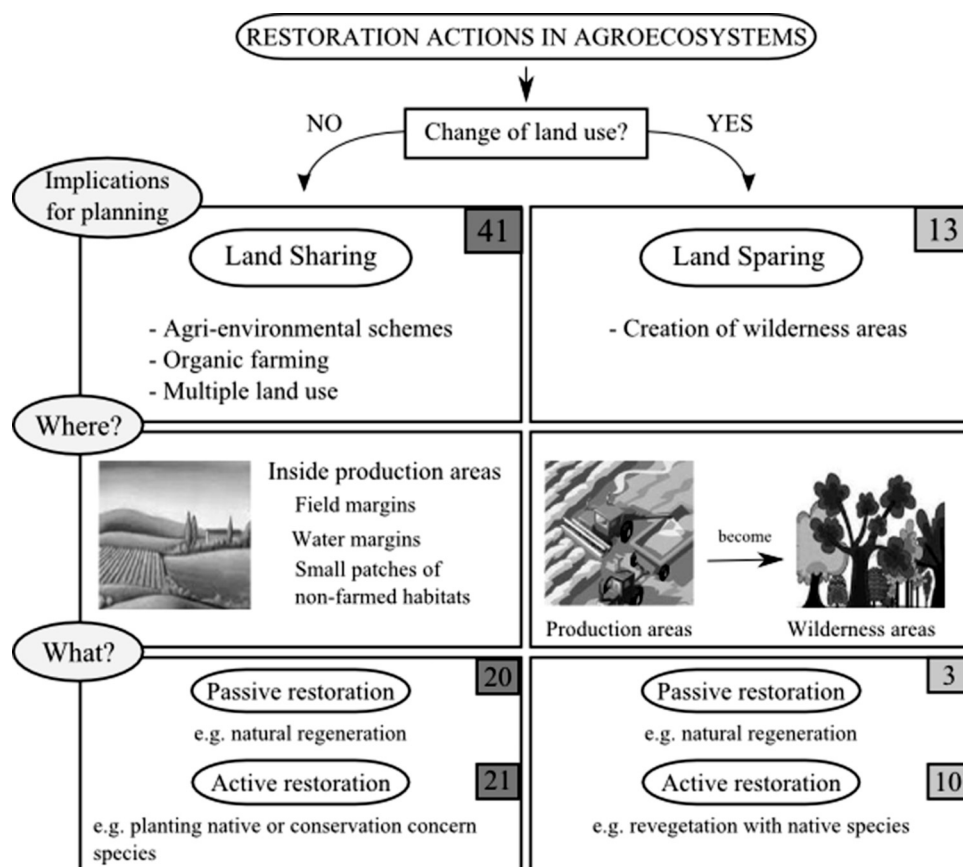 RESTORATION ACTIONS IN AGROECOSYSTEMS
NO
Change of land use?
YES
Implications
for planning
41
13
Land Sharing
Land Sparing
- Agri-environmental schemes
- Organic farming
- Multiple land use
- Creation of wilderness areas
Where?
Inside production areas
Field margins
Water margins
Small patches of
non-farmed habitats
become
Production areas
Wilderness areas
What?
20
Passive restoration
e.g. natural regeneration
21
Active restoration
e.g. planting native or conservation concern
species
3
Passive restoration
e.g. natural regeneration
10
Active restoration
e.g. revegetation with native species